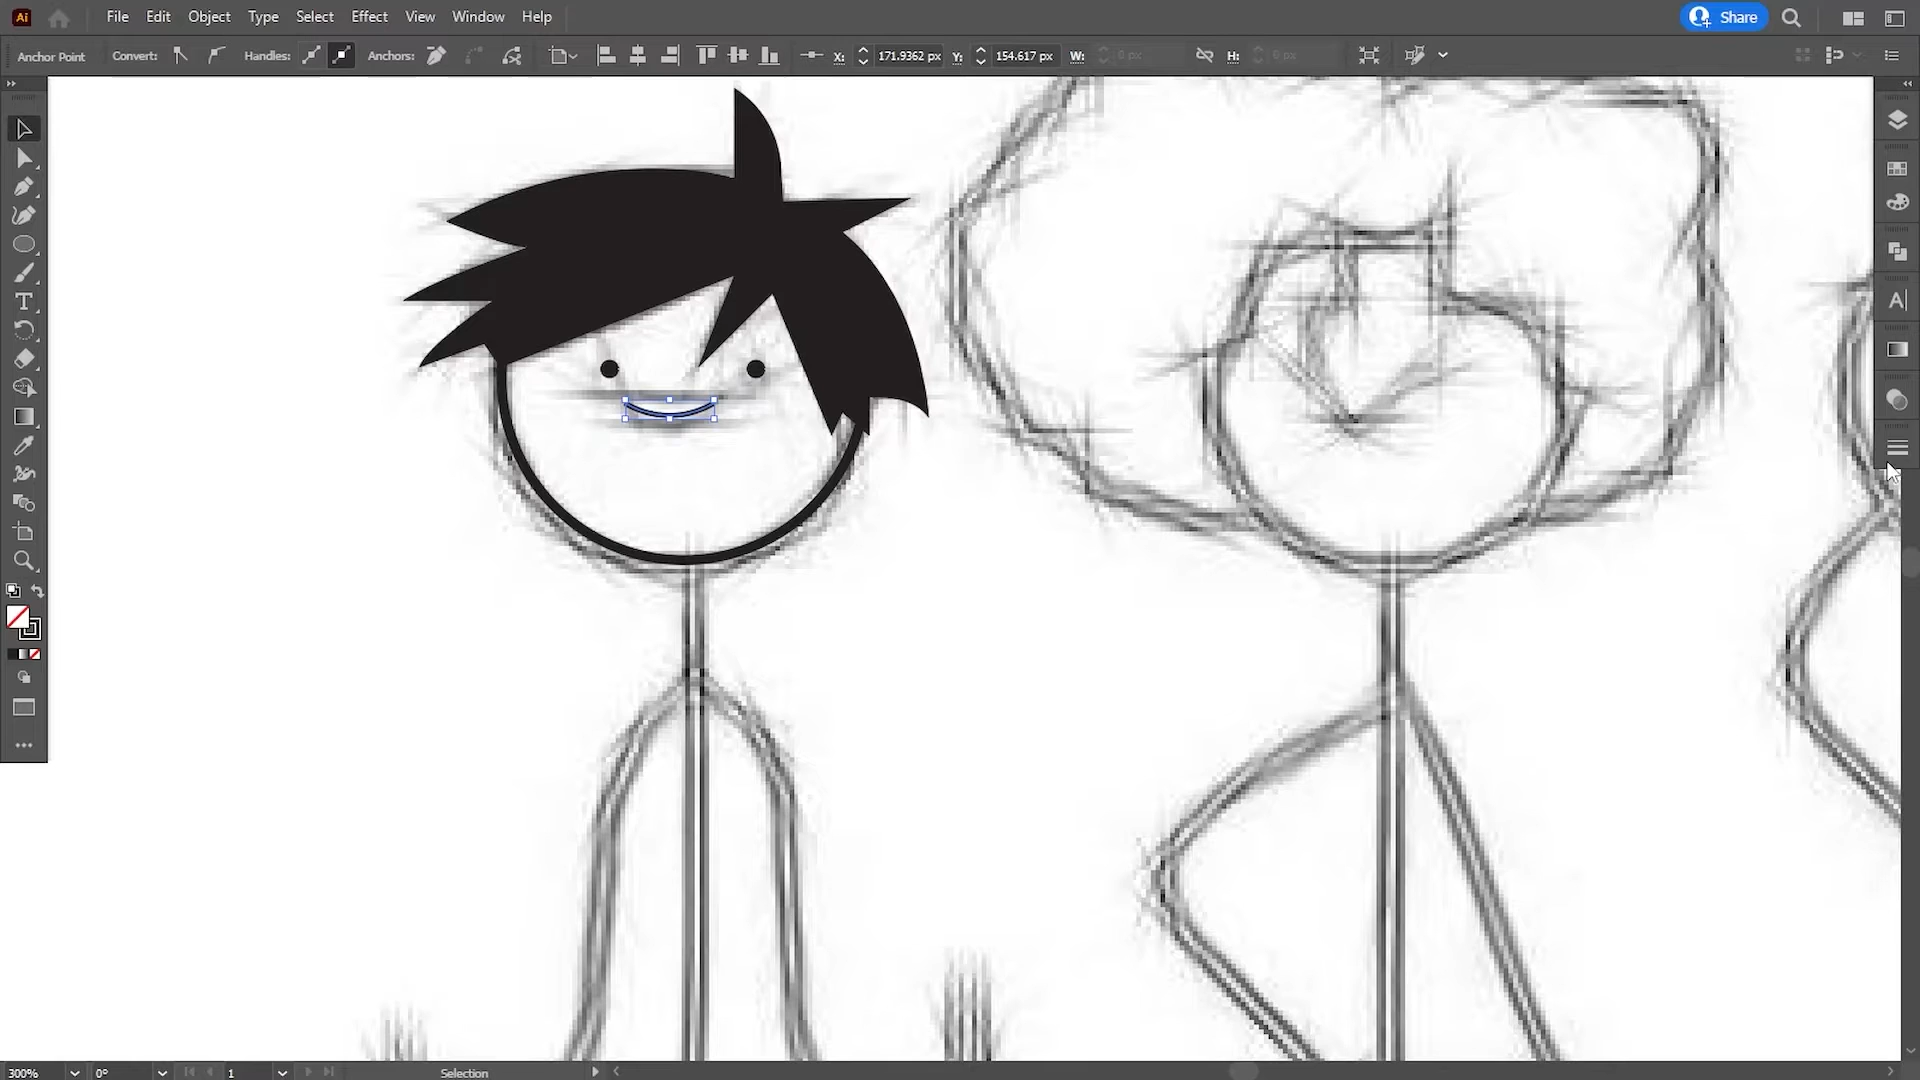 Ai File Edit Object Type Select Effect View Window Help Share
Anchor Point Convert: Handles: Anchors: X: 171.9362 px Y: 154.617 px W: 0 px H: 0 px
300% 0° 1 Selection